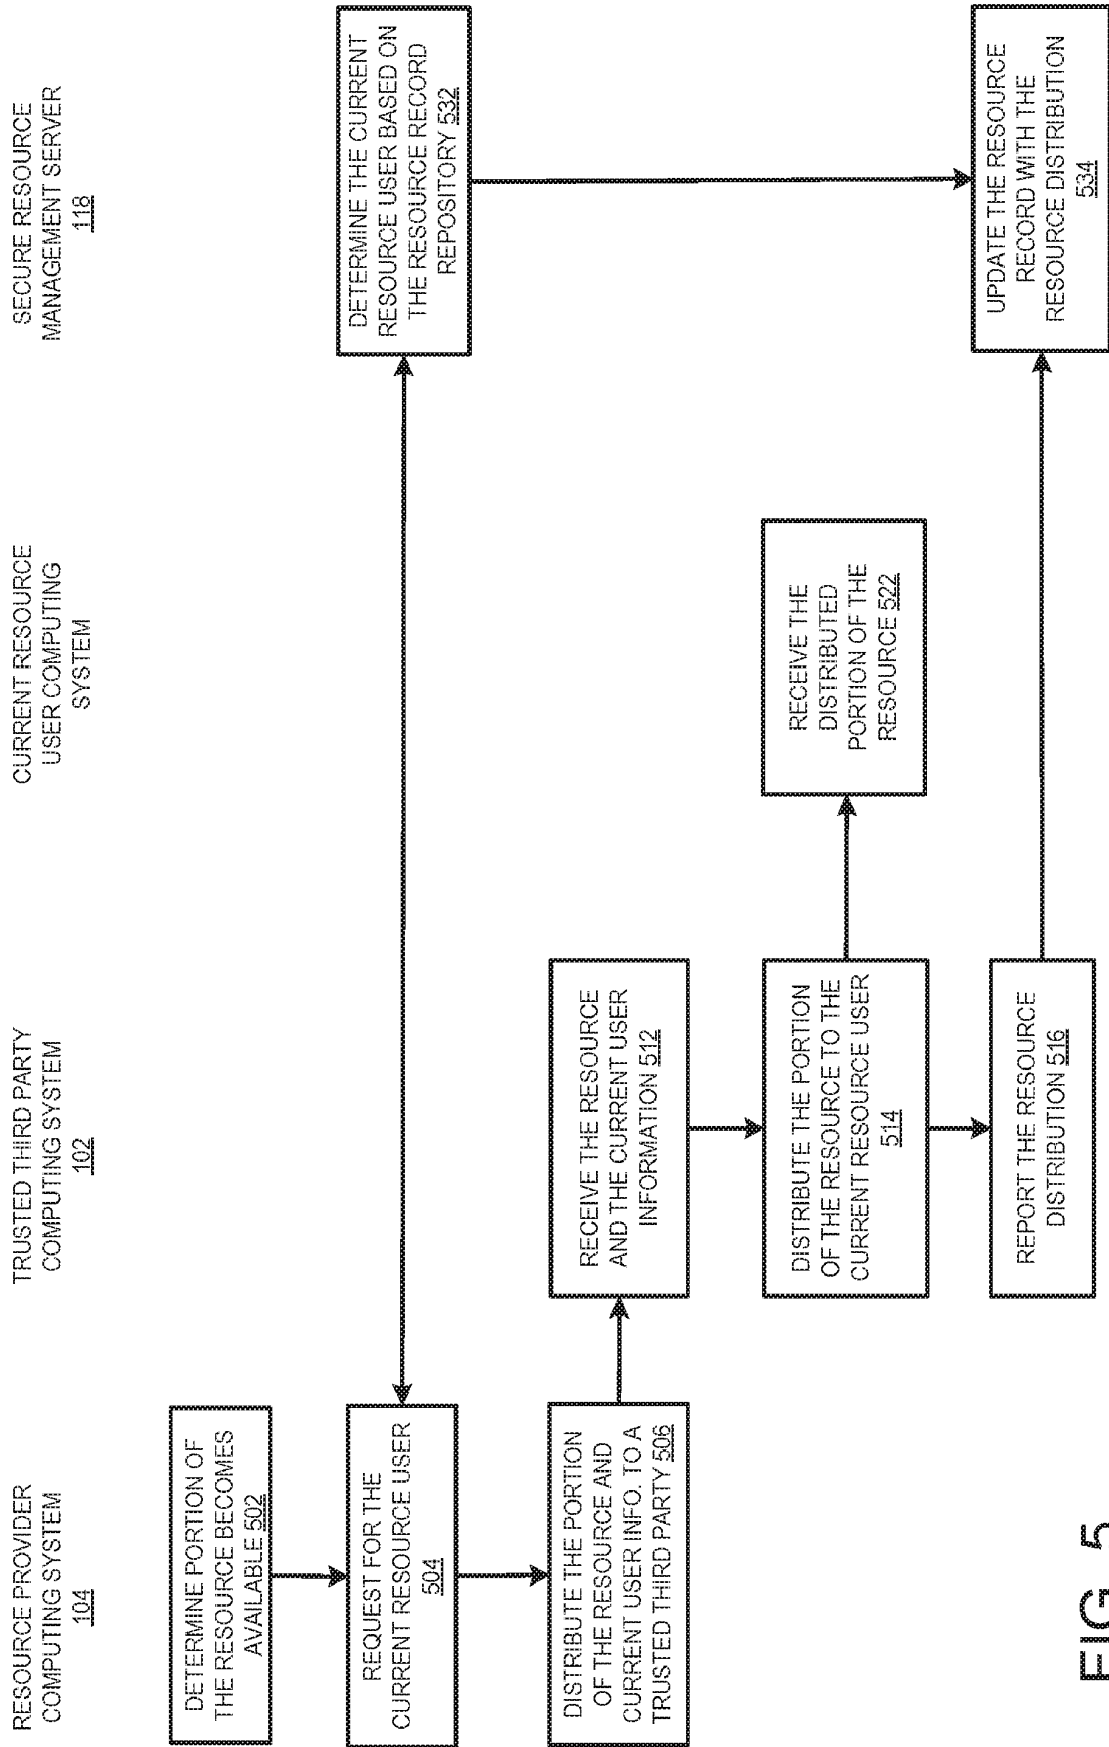 RESOURCE PROVIDER
COMPUTING SYSTEM
104
TRUSTED THIRD PARTY
COMPUTING SYSTEM
102
CURRENT RESOURCE
USER COMPUTING
SYSTEM
SECURE RESOURCE
MANAGEMENT SERVER
118
DETERMINE PORTION OF
THE RESOURCE BECOMES
AVAILABLE 502
REQUEST FOR THE
CURRENT RESOURCE USER
504
DETERMINE THE CURRENT
RESOURCE USER BASED ON
THE RESOURCE RECORD
REPOSITORY 532
DISTRIBUTE THE PORTION
OF THE RESOURCE AND
CURRENT USER INFO. TO A
TRUSTED THIRD PARTY 506
RECEIVE THE RESOURCE
AND THE CURRENT USER
INFORMATION 512
DISTRIBUTE THE PORTION
OF THE RESOURCE TO THE
CURRENT RESOURCE USER
514
RECEIVE THE
DISTRIBUTED
PORTION OF THE
RESOURCE 522
REPORT THE RESOURCE
DISTRIBUTION 516
UPDATE THE RESOURCE
RECORD WITH THE
RESOURCE DISTRIBUTION
534
FIG. 5